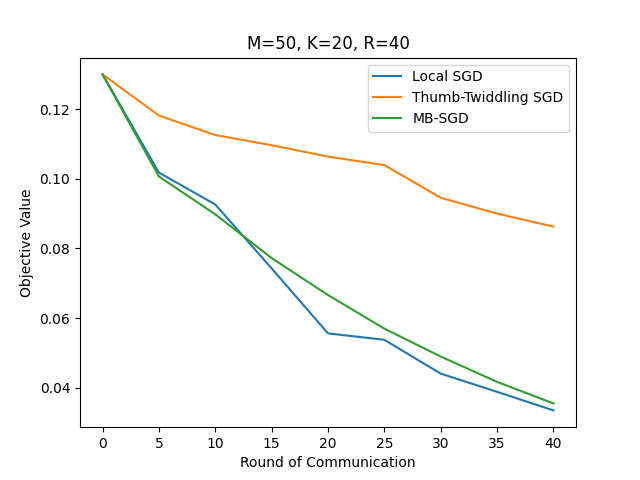 M=50, K=20, R=40
Local SGD
Thumb-Twiddling SGD
MB-SGD
Objective Value
0.12
0.10
0.08
0.06
0.04
0 5 10 15 20 25 30 35 40
Round of Communication